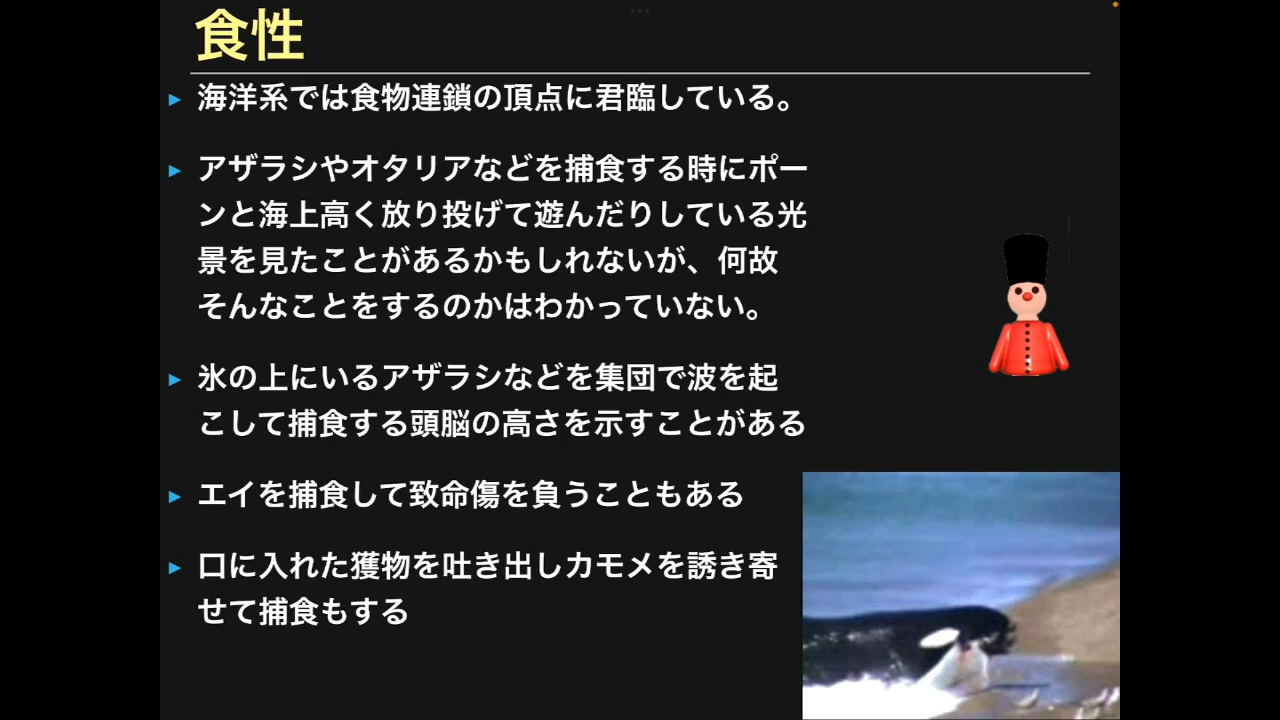 食性
海洋系では食物連鎖の頂点に君臨している。
アザラシやオタリアなどを捕食する時にポー
ンと海上高く放り投げて遊んだりしている光
景を見たことがあるかもしれないが、何故
そんなことをするのかはわかっていない。
氷の上にいるアザラシなどを集団で波を起
こして捕食する頭脳の高さを示すことがある
エイを捕食して致命傷を負うこともある
口に入れた獲物を吐き出しカモメを誘き寄
せて捕食もする